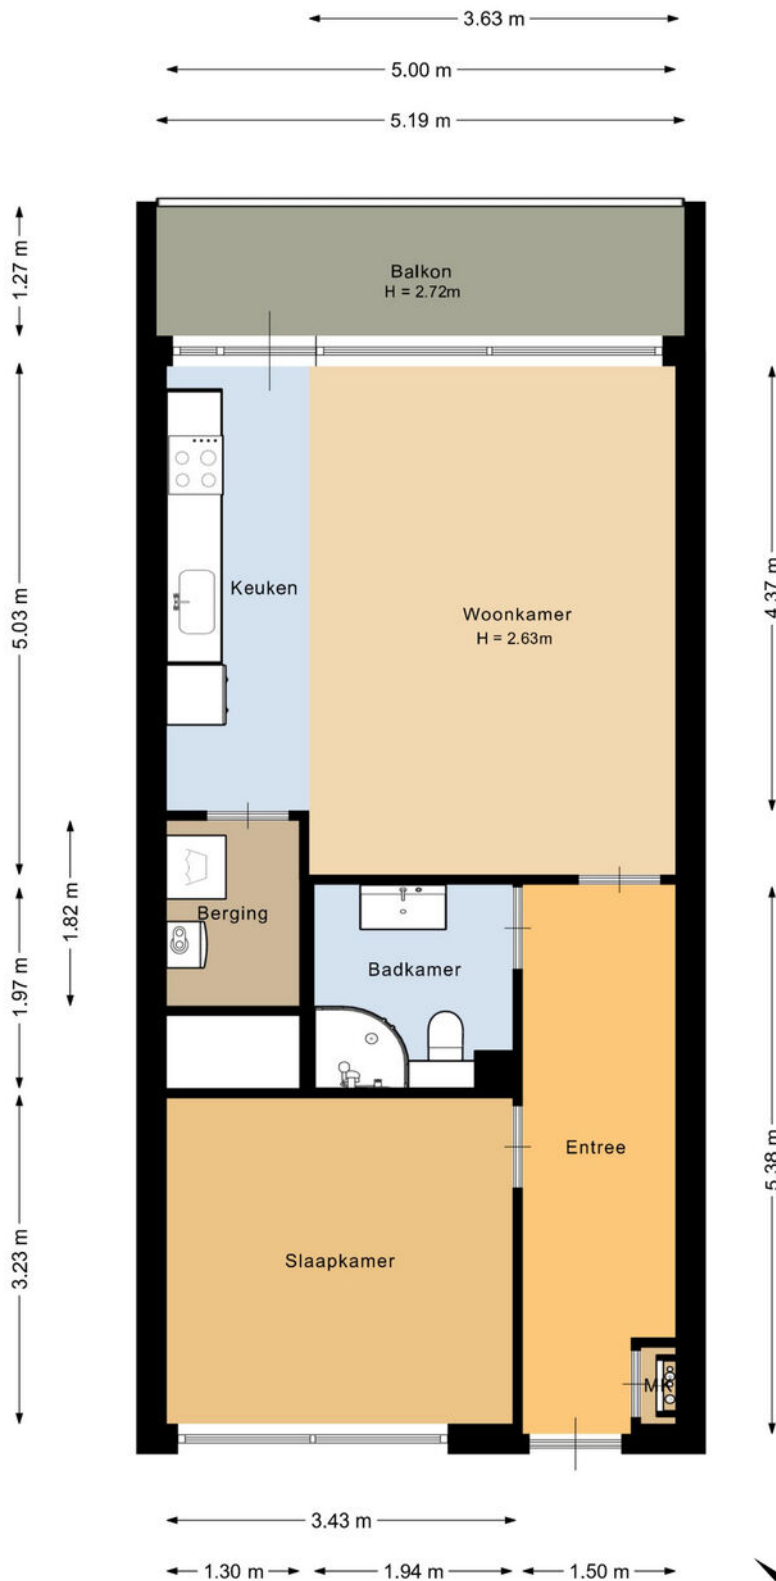 3.63 m
5.00 m
5.19 m
1.27 m
Balkon
H = 2.72m
5.03 m
4.37 m
Keuken
Woonkamer
H = 2.63m
1.82 m
Berging
1.97 m
Badkamer
Entree
5.38 m
3.23 m
Slaapkamer
MK
3.43 m
1.30 m
1.94 m
1.50 m